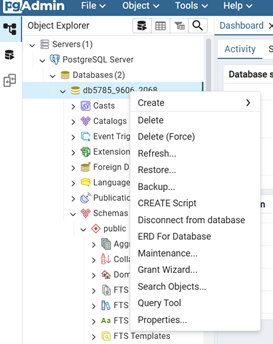 pgAdmin File Object Tools Help
Object Explorer
Dashboard
Servers (1)
Activity
PostgreSQL Server
Databases (2)
Database s
db5785_9606_2068
Casts
Create
Catalogs
Delete
Event Trig
Delete (Force)
Extension
Refresh...
Foreign D
Restore...
Language
Backup...
Publicatio
CREATE Script
Schemas
Disconnect from database
public
ERD For Database
Aggr
Maintenance...
Colla
Grant Wizard...
Dom
Search Objects...
FTS
Query Tool
FTS
Properties...
FTS
FTS Templates